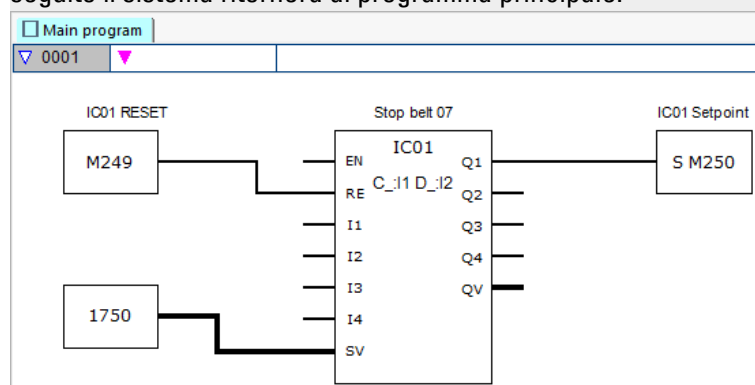 seguito il sistema ritornerà al programma principale.
Main program
0001
IC01 RESET
Stop belt 07
IC01 Setpoint
M249
IC01
C_:I1 D_:I2
S M250
EN
RE
I1
I2
I3
I4
SV
Q1
Q2
Q3
Q4
QV
1750